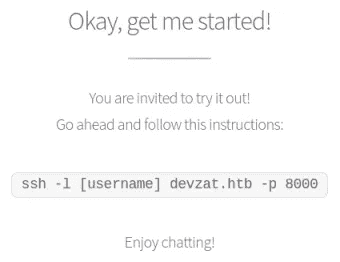 Okay, get me started!
You are invited to try it out!
Go ahead and follow this instructions:
ssh -l [username] devzat.htb -p 8000
Enjoy chatting!